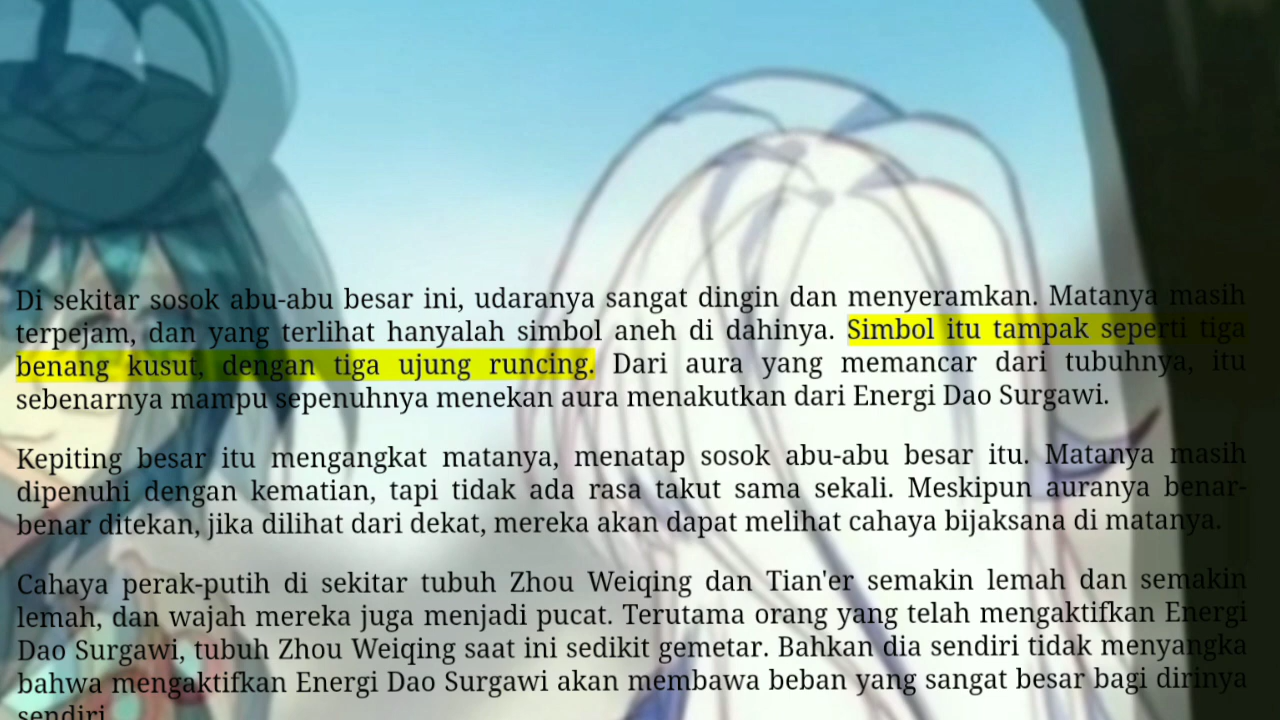 Di sekitar sosok abu-abu besar ini, udaranya sangat dingin dan menyeramkan. Matanya masih
terpejam, dan yang terlihat hanyalah simbol aneh di dahinya. Simbol itu tampak seperti tiga
benang kusut, dengan tiga ujung runcing. Dari aura yang memancar dari tubuhnya, itu
sebenarnya mampu sepenuhnya menekan aura menakutkan dari Energi Dao Surgawi.
Kepiting besar itu mengangkat matanya, menatap sosok abu-abu besar itu. Matanya masih
dipenuhi dengan kematian, tapi tidak ada rasa takut sama sekali. Meskipun auranya benar-
benar ditekan, jika dilihat dari dekat, mereka akan dapat melihat cahaya bijaksana di matanya.
Cahaya perak-putih di sekitar tubuh Zhou Weiqing dan Tian'er semakin lemah dan semakin
lemah, dan wajah mereka juga menjadi pucat. Terutama orang yang telah mengaktifkan Energi
Dao Surgawi, tubuh Zhou Weiqing saat ini sedikit gemetar. Bahkan dia sendiri tidak menyangka
bahwa mengaktifkan Energi Dao Surgawi akan membawa beban yang sangat besar bagi dirinya
sendiri.